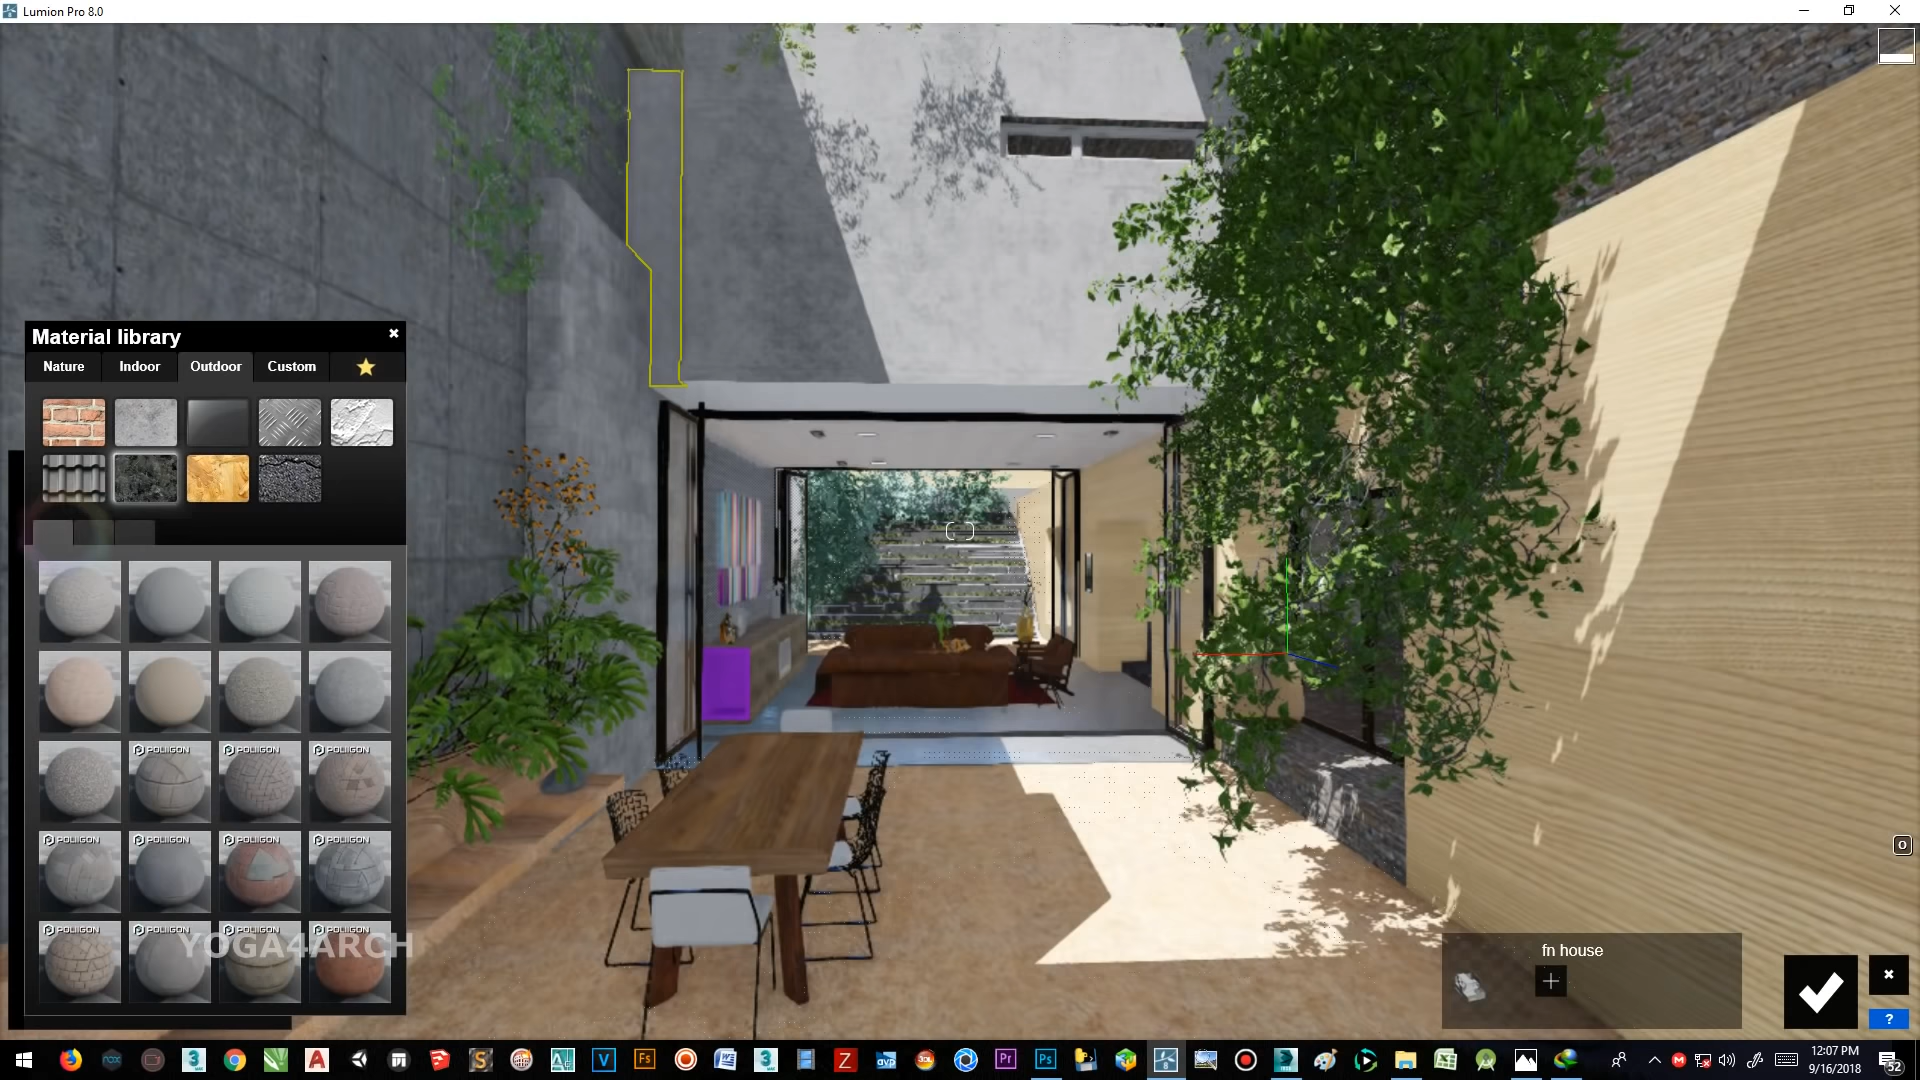 Lumion Pro 8.0
Material library
Nature Indoor Outdoor Custom
POLIIGON POLIIGON POLIIGON
POLIIGON POLIIGON POLIIGON POLIIGON
POLIIGON POLIIGON POLIIGON POLIIGON
YOGA4ARCH
O
fn house
?
12:07 PM
9/16/2018
52